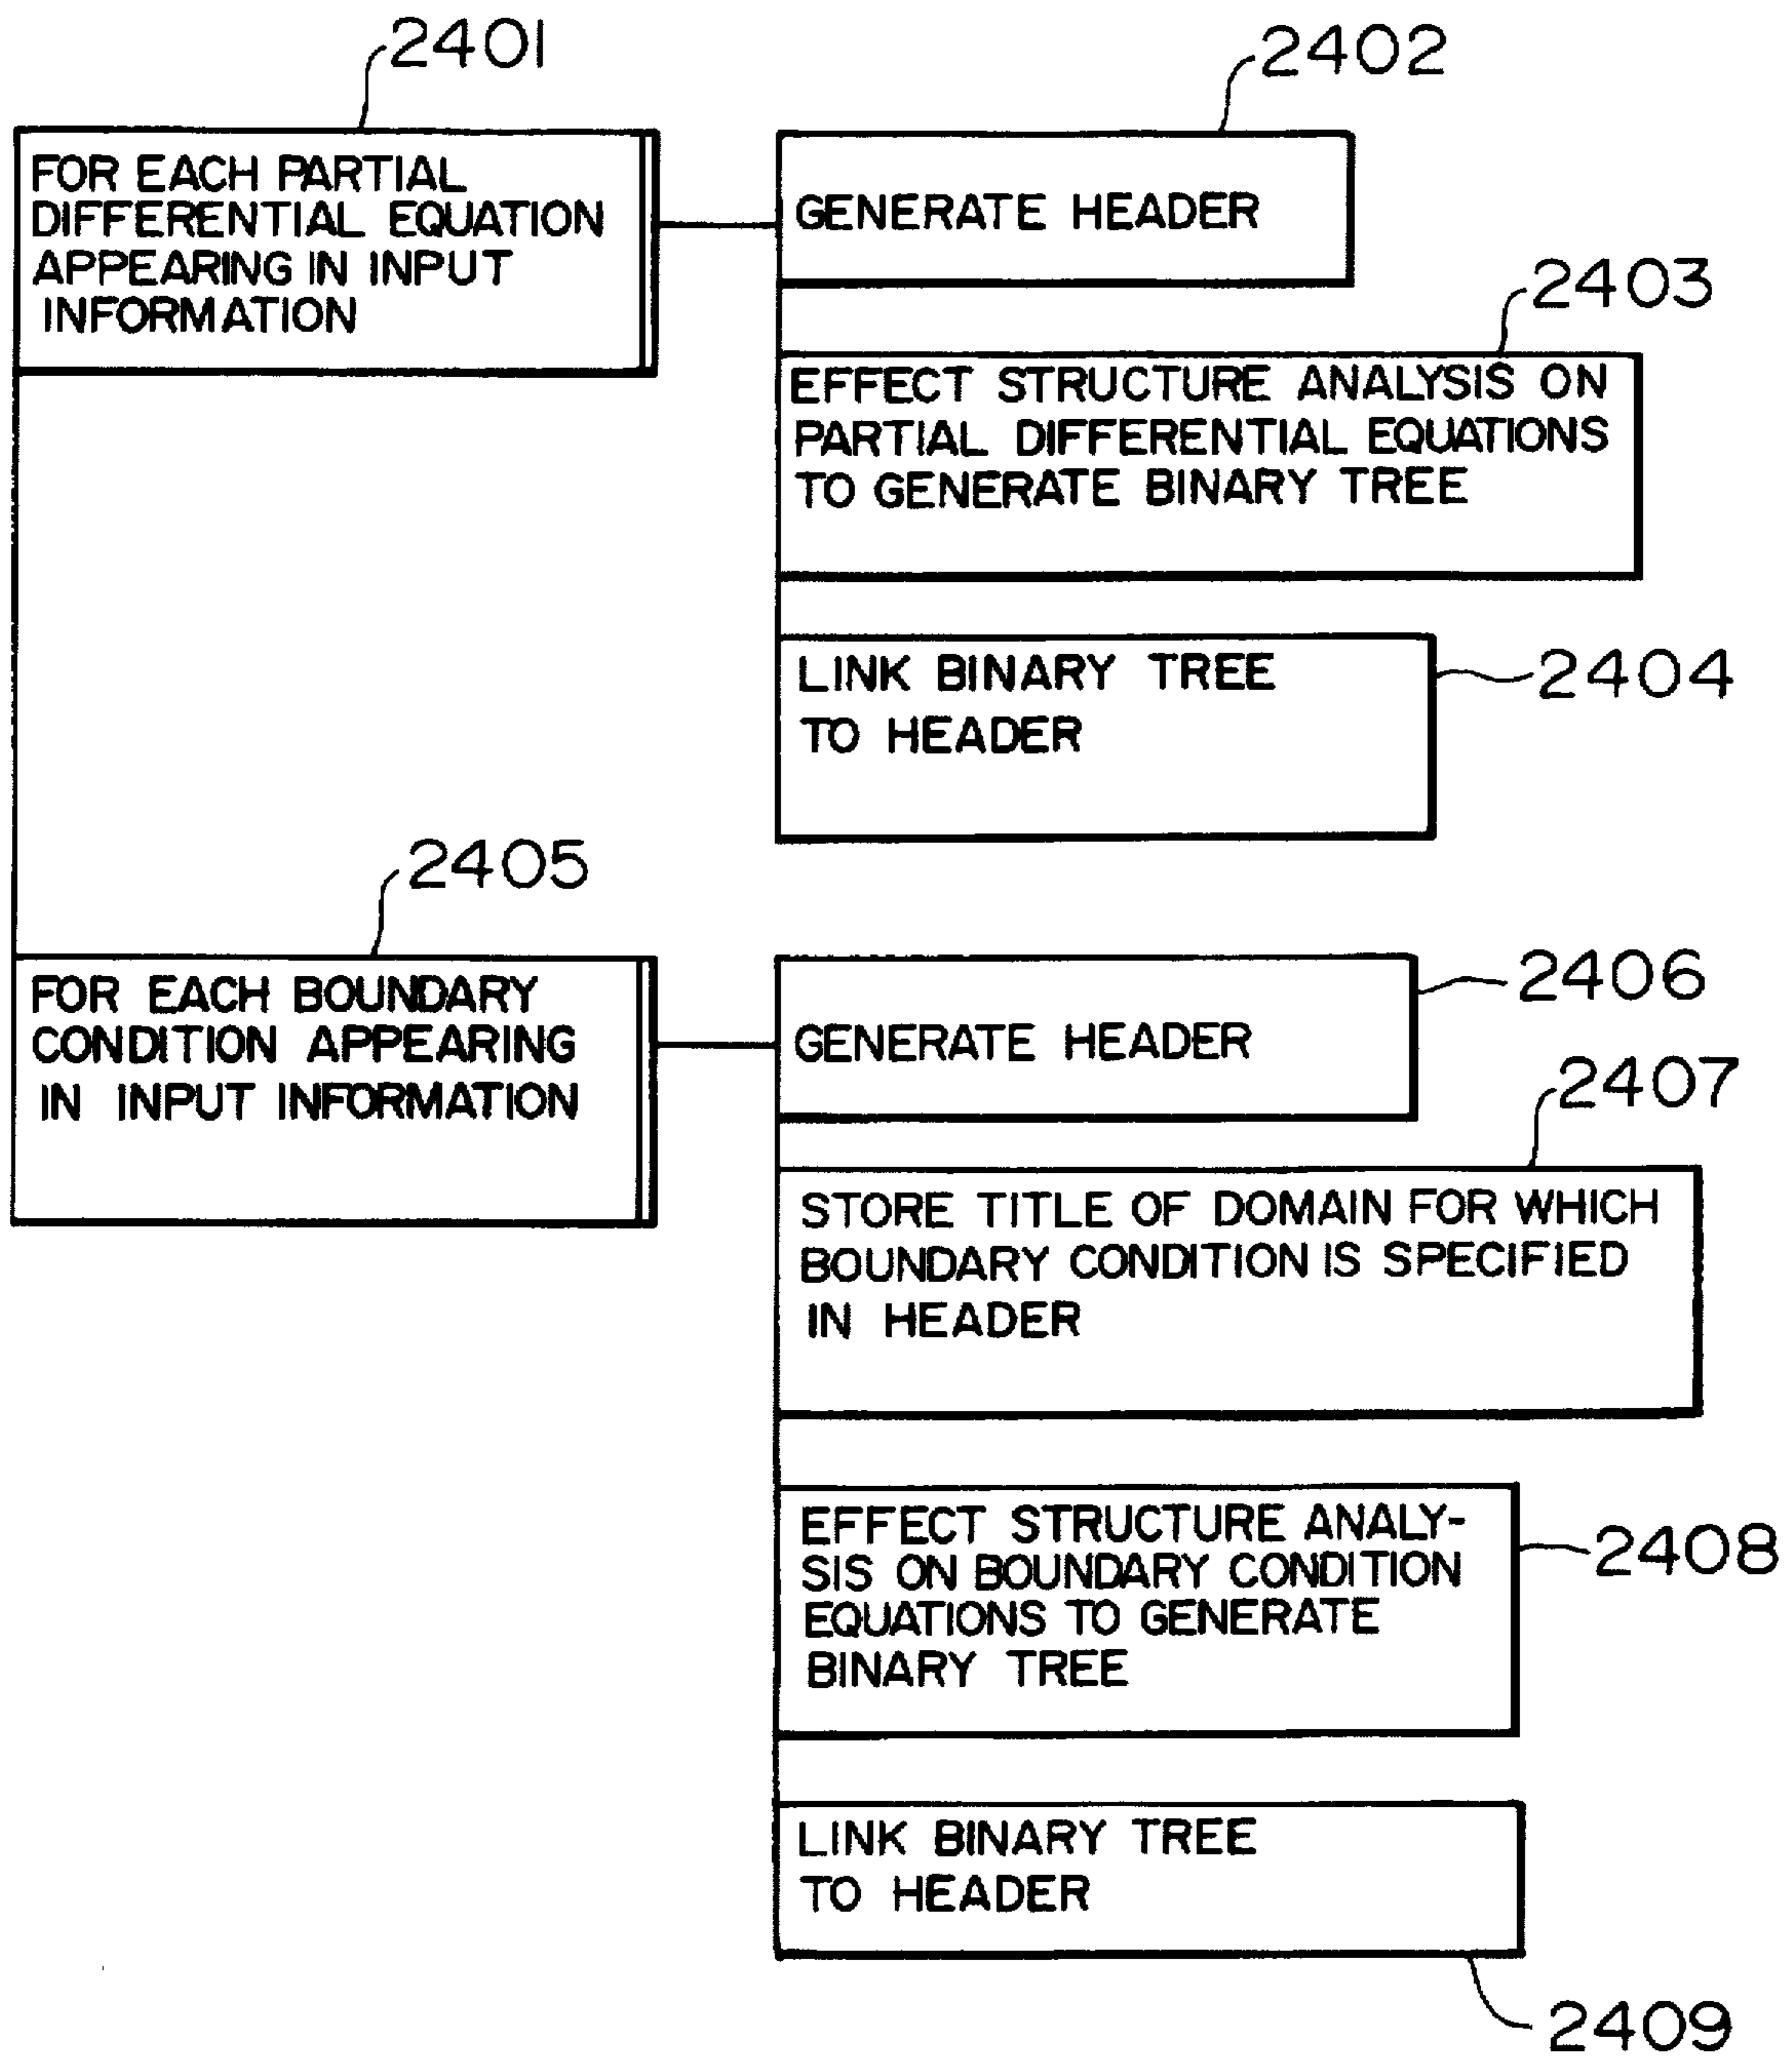 2401
FOR EACH PARTIAL
DIFFERENTIAL EQUATION
APPEARING IN INPUT
INFORMATION
2402
GENERATE HEADER
2403
EFFECT STRUCTURE ANALYSIS ON
PARTIAL DIFFERENTIAL EQUATIONS
TO GENERATE BINARY TREE
2404
LINK BINARY TREE
TO HEADER
2405
FOR EACH BOUNDARY
CONDITION APPEARING
IN INPUT INFORMATION
2406
GENERATE HEADER
2407
STORE TITLE OF DOMAIN FOR WHICH
BOUNDARY CONDITION IS SPECIFIED
IN HEADER
2408
EFFECT STRUCTURE ANALY-
SIS ON BOUNDARY CONDITION
EQUATIONS TO GENERATE
BINARY TREE
LINK BINARY TREE
TO HEADER
2409